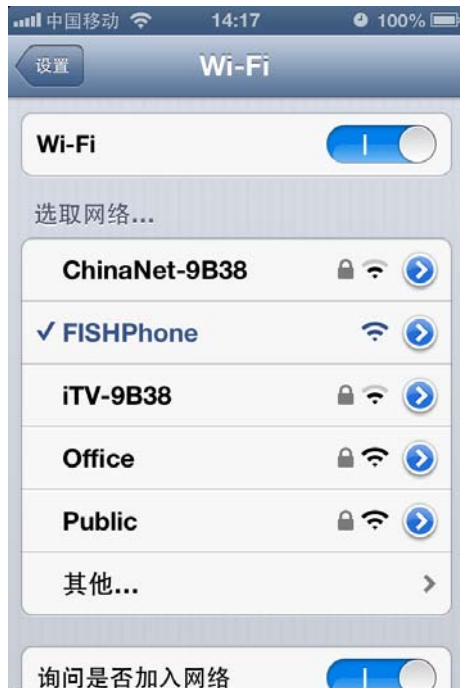 中国移动 14:17 100%
设置 Wi-Fi
Wi-Fi
选取网络...
ChinaNet-9B38
✓ FISHPhone
iTV-9B38
Office
Public
其他...
询问是否加入网络